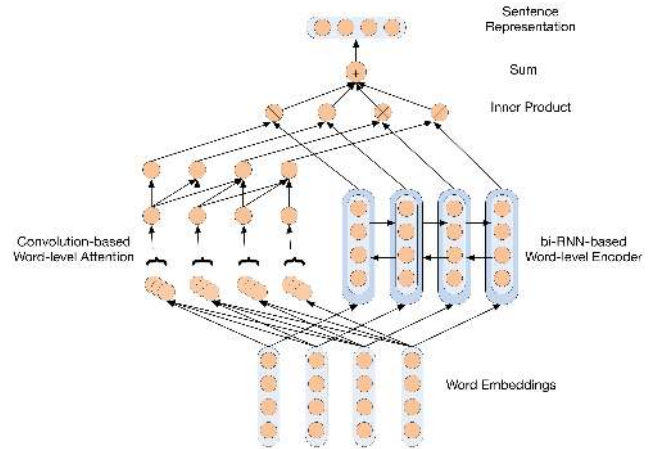 Sentence
Representation
Sum
+
Inner Product
Convolution-based
Word-level Attention
bi-RNN-based
Word-level Encoder
Word Embeddings